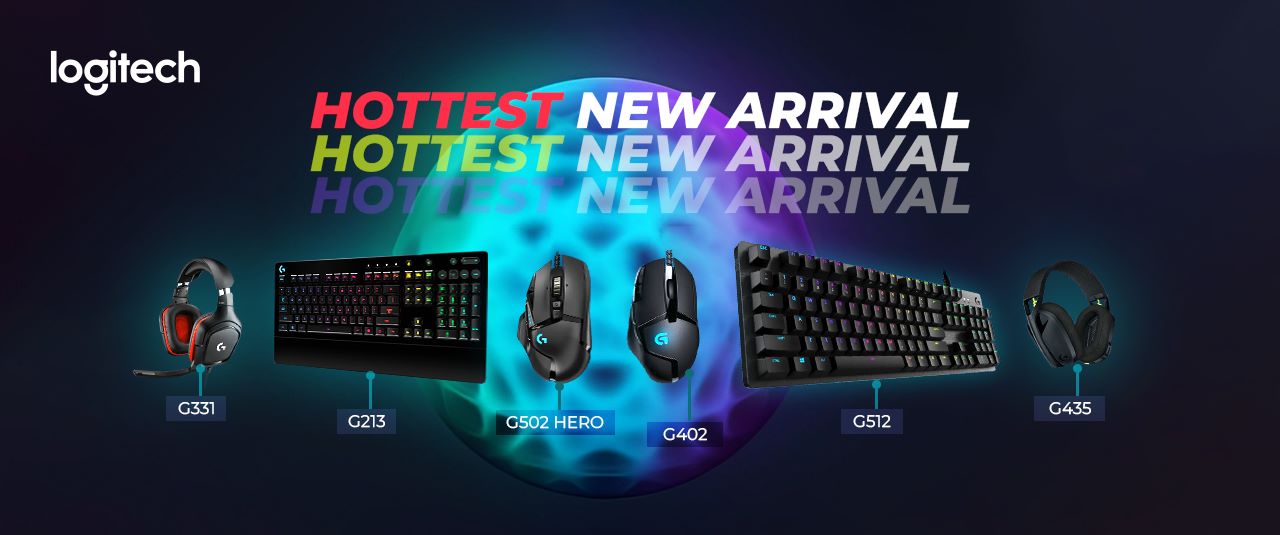 logitech
HOTTEST NEW ARRIVAL
HOTTEST NEW ARRIVAL
HOTTEST NEW ARRIVAL
G331
G213
G502 HERO
G402
G512
G435